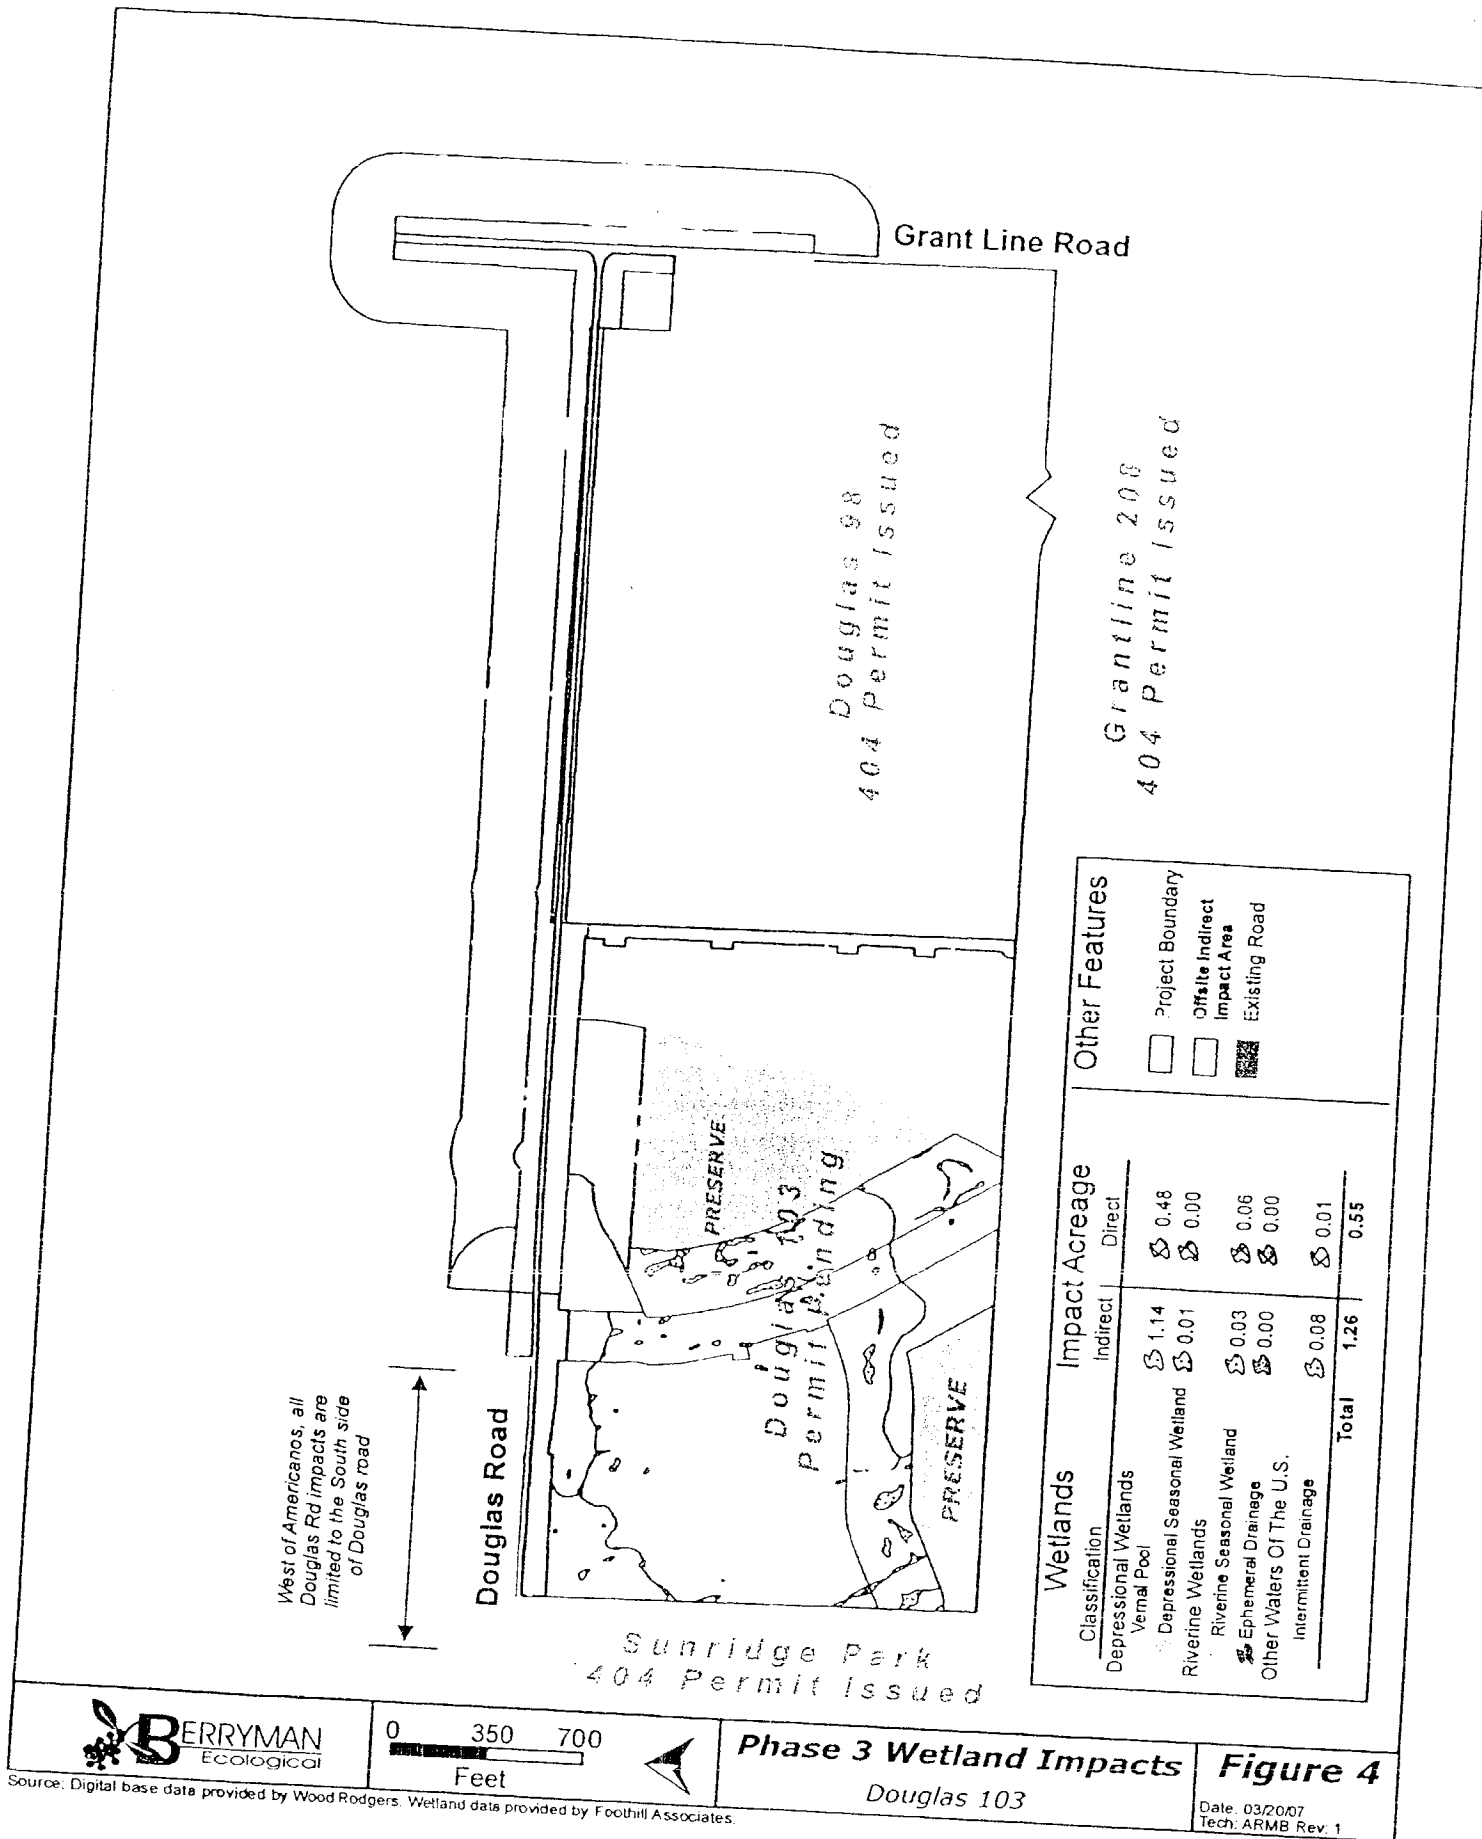 Grant Line Road
Douglas 98
404 Permit Issued
Grantline 208
404 Permit Issued
PRESERVE
Douglas 103
Permit Pending
PRESERVE
West of Americanos, all
Douglas Rd impacts are
limited to the South side
of Douglas road
Douglas Road
Sunridge Park
404 Permit Issued
Wetlands Impact Acreage
Classification Indirect Direct
Depressional Wetlands
Vernal Pool 1.14 0.48
Depressional Seasonal Wetland 0.01 0.00
Riverine Wetlands
Riverine Seasonal Wetland 0.03 0.06
Ephemeral Drainage 0.00 0.00
Other Waters Of The U.S.
Intermittent Drainage 0.08 0.01
Total 1.26 0.55
Other Features
Project Boundary
Offsite Indirect
Impact Area
Existing Road
BERRYMAN
Ecological
0 350 700
Feet
Phase 3 Wetland Impacts
Douglas 103
Figure 4
Date: 03/20/07
Tech: ARMB Rev: 1
Source: Digital base data provided by Wood Rodgers. Wetland data provided by Foothill Associates.